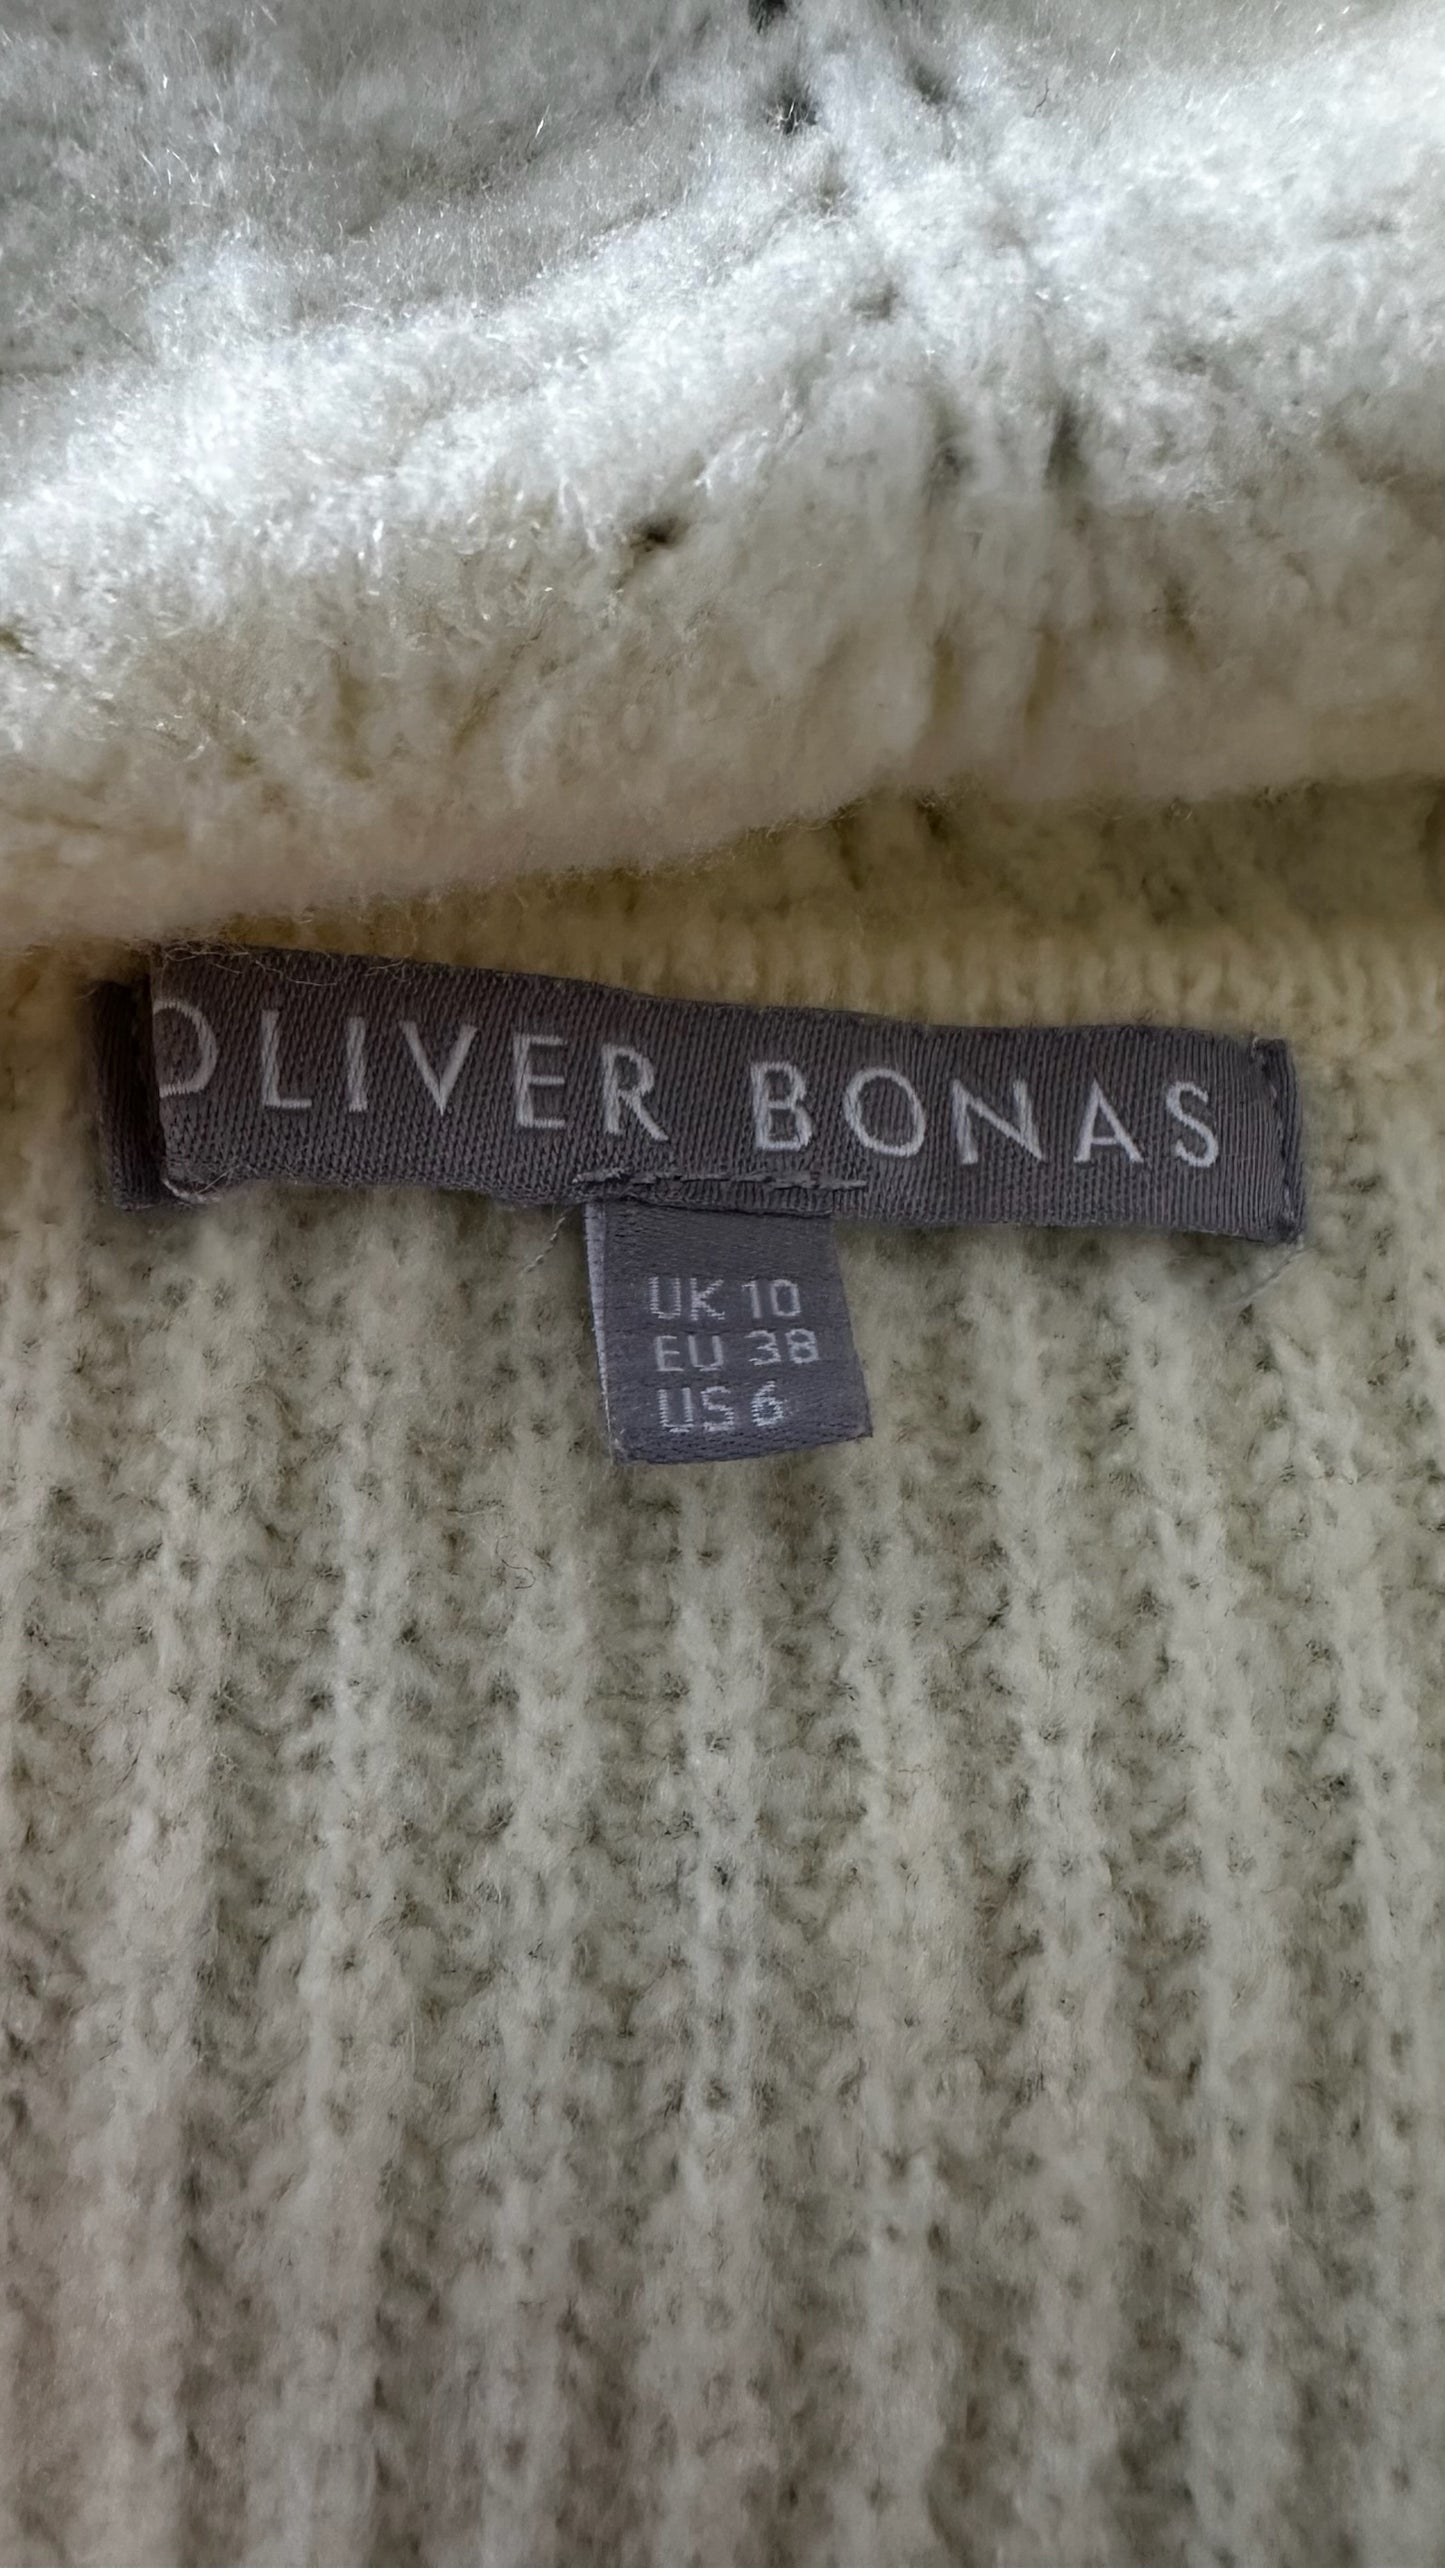 OLIVER BONAS
UK 10
EU 38
US 6